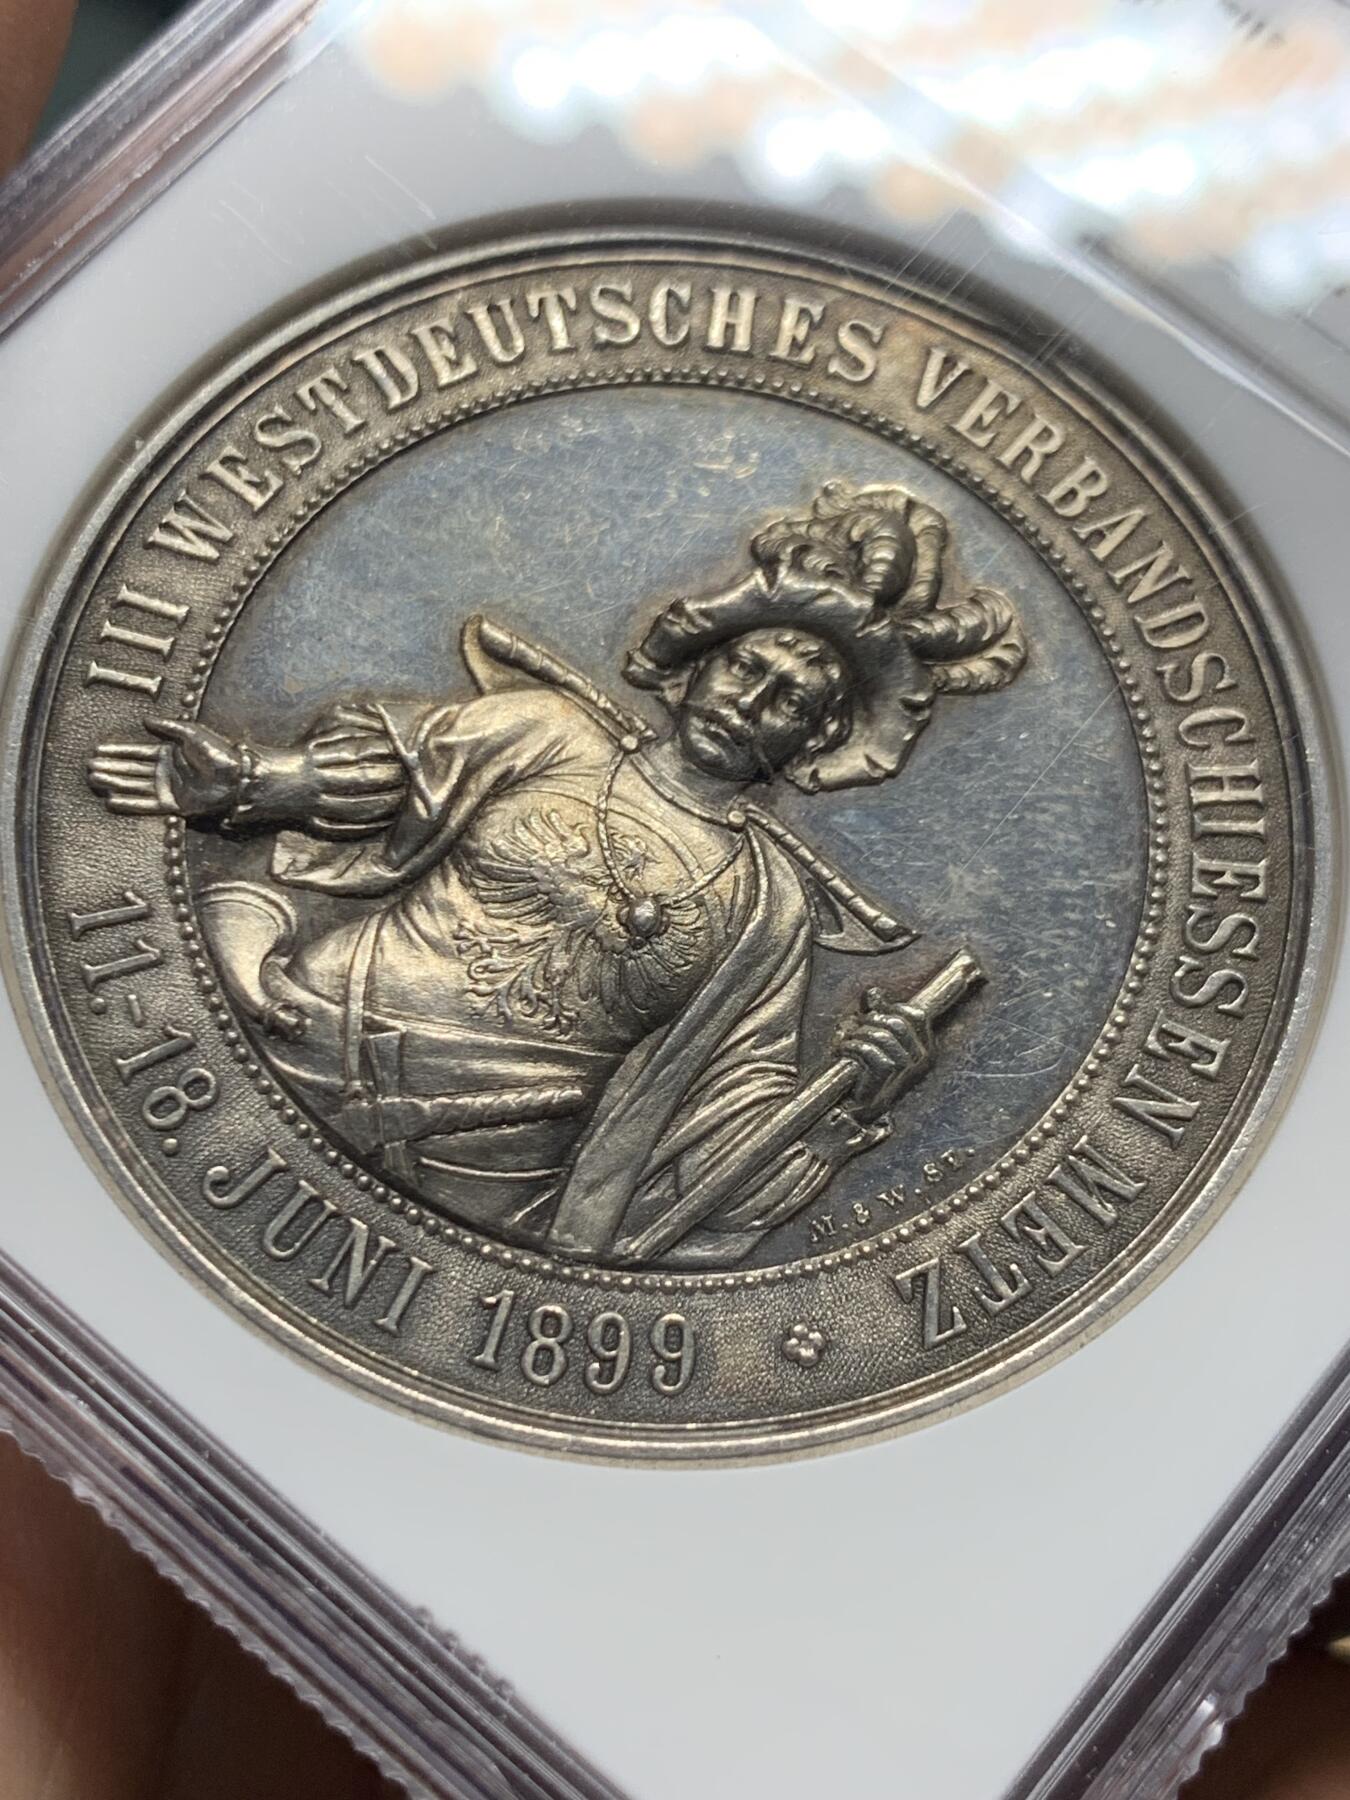 III WESTDEUTSCHES VERBANDSCHIESSEN METZ
11.-18. JUNI 1899
M. & W. ST.